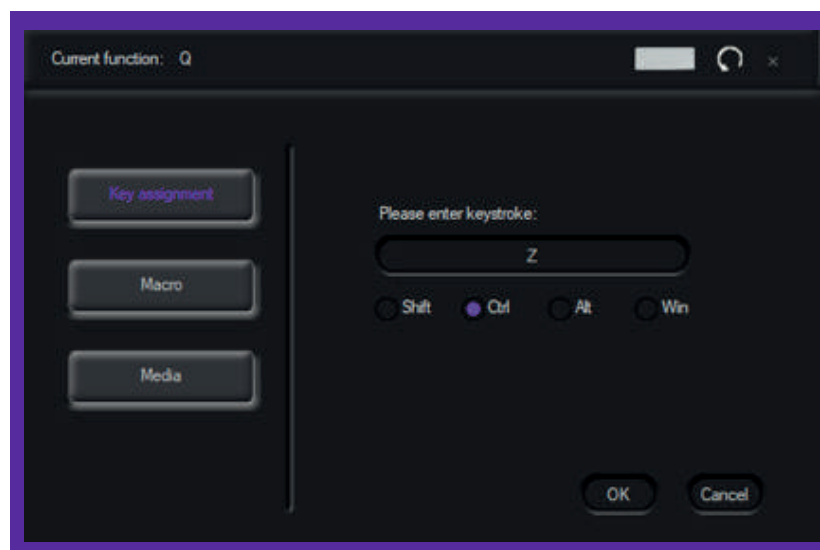 Current function: Q
×
Key assignment
Please enter keystroke:
Z
Macro
Shift Ctrl Alt Win
Media
OK Cancel